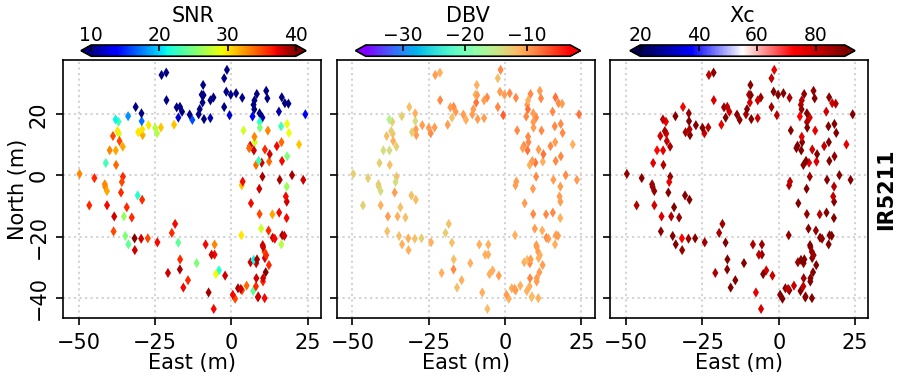 SNR DBV Xc
10 20 30 40 −30 −20 −10 20 40 60 80
North (m)
20
0
−20
−40
−50 −25 0 25 −50 −25 0 25 −50 −25 0 25
East (m) East (m) East (m)
IR5211